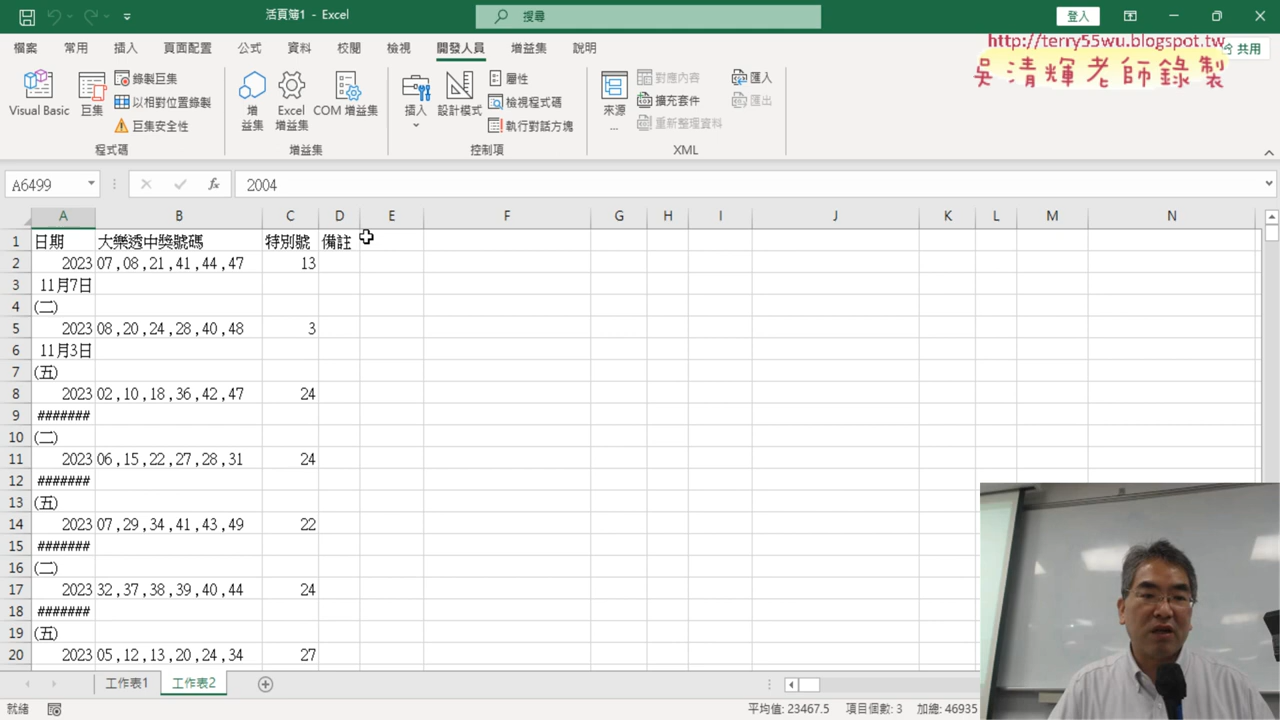 活頁簿1 - Excel
搜尋
登入
檔案 常用 插入 頁面配置 公式 資料 校閱 檢視 開發人員 增益集 說明
共用
http://terry55wu.blogspot.tw
吳清輝老師錄製
Visual Basic
巨集
錄製巨集
以相對位置錄製
巨集安全性
程式碼
增益集
Excel 增益集
COM 增益集
增益集
插入
設計模式
屬性
檢視程式碼
執行對話方塊
控制項
來源
...
對應內容
擴充套件
重新整理資料
匯入
匯出
XML
A6499
fx
2004
A B C D E F G H I J K L M N
1 日期 大樂透中獎號碼 特別號 備註
2 2023 07,08,21,41,44,47 13
3 11月7日
4 (二)
5 2023 08,20,24,28,40,48 3
6 11月3日
7 (五)
8 2023 02,10,18,36,42,47 24
9 #######
10 (二)
11 2023 06,15,22,27,28,31 24
12 #######
13 (五)
14 2023 07,29,34,41,43,49 22
15 #######
16 (二)
17 2023 32,37,38,39,40,44 24
18 #######
19 (五)
20 2023 05,12,13,20,24,34 27
工作表1 工作表2
就緒
平均值: 23467.5 項目個數: 3 加總: 46935